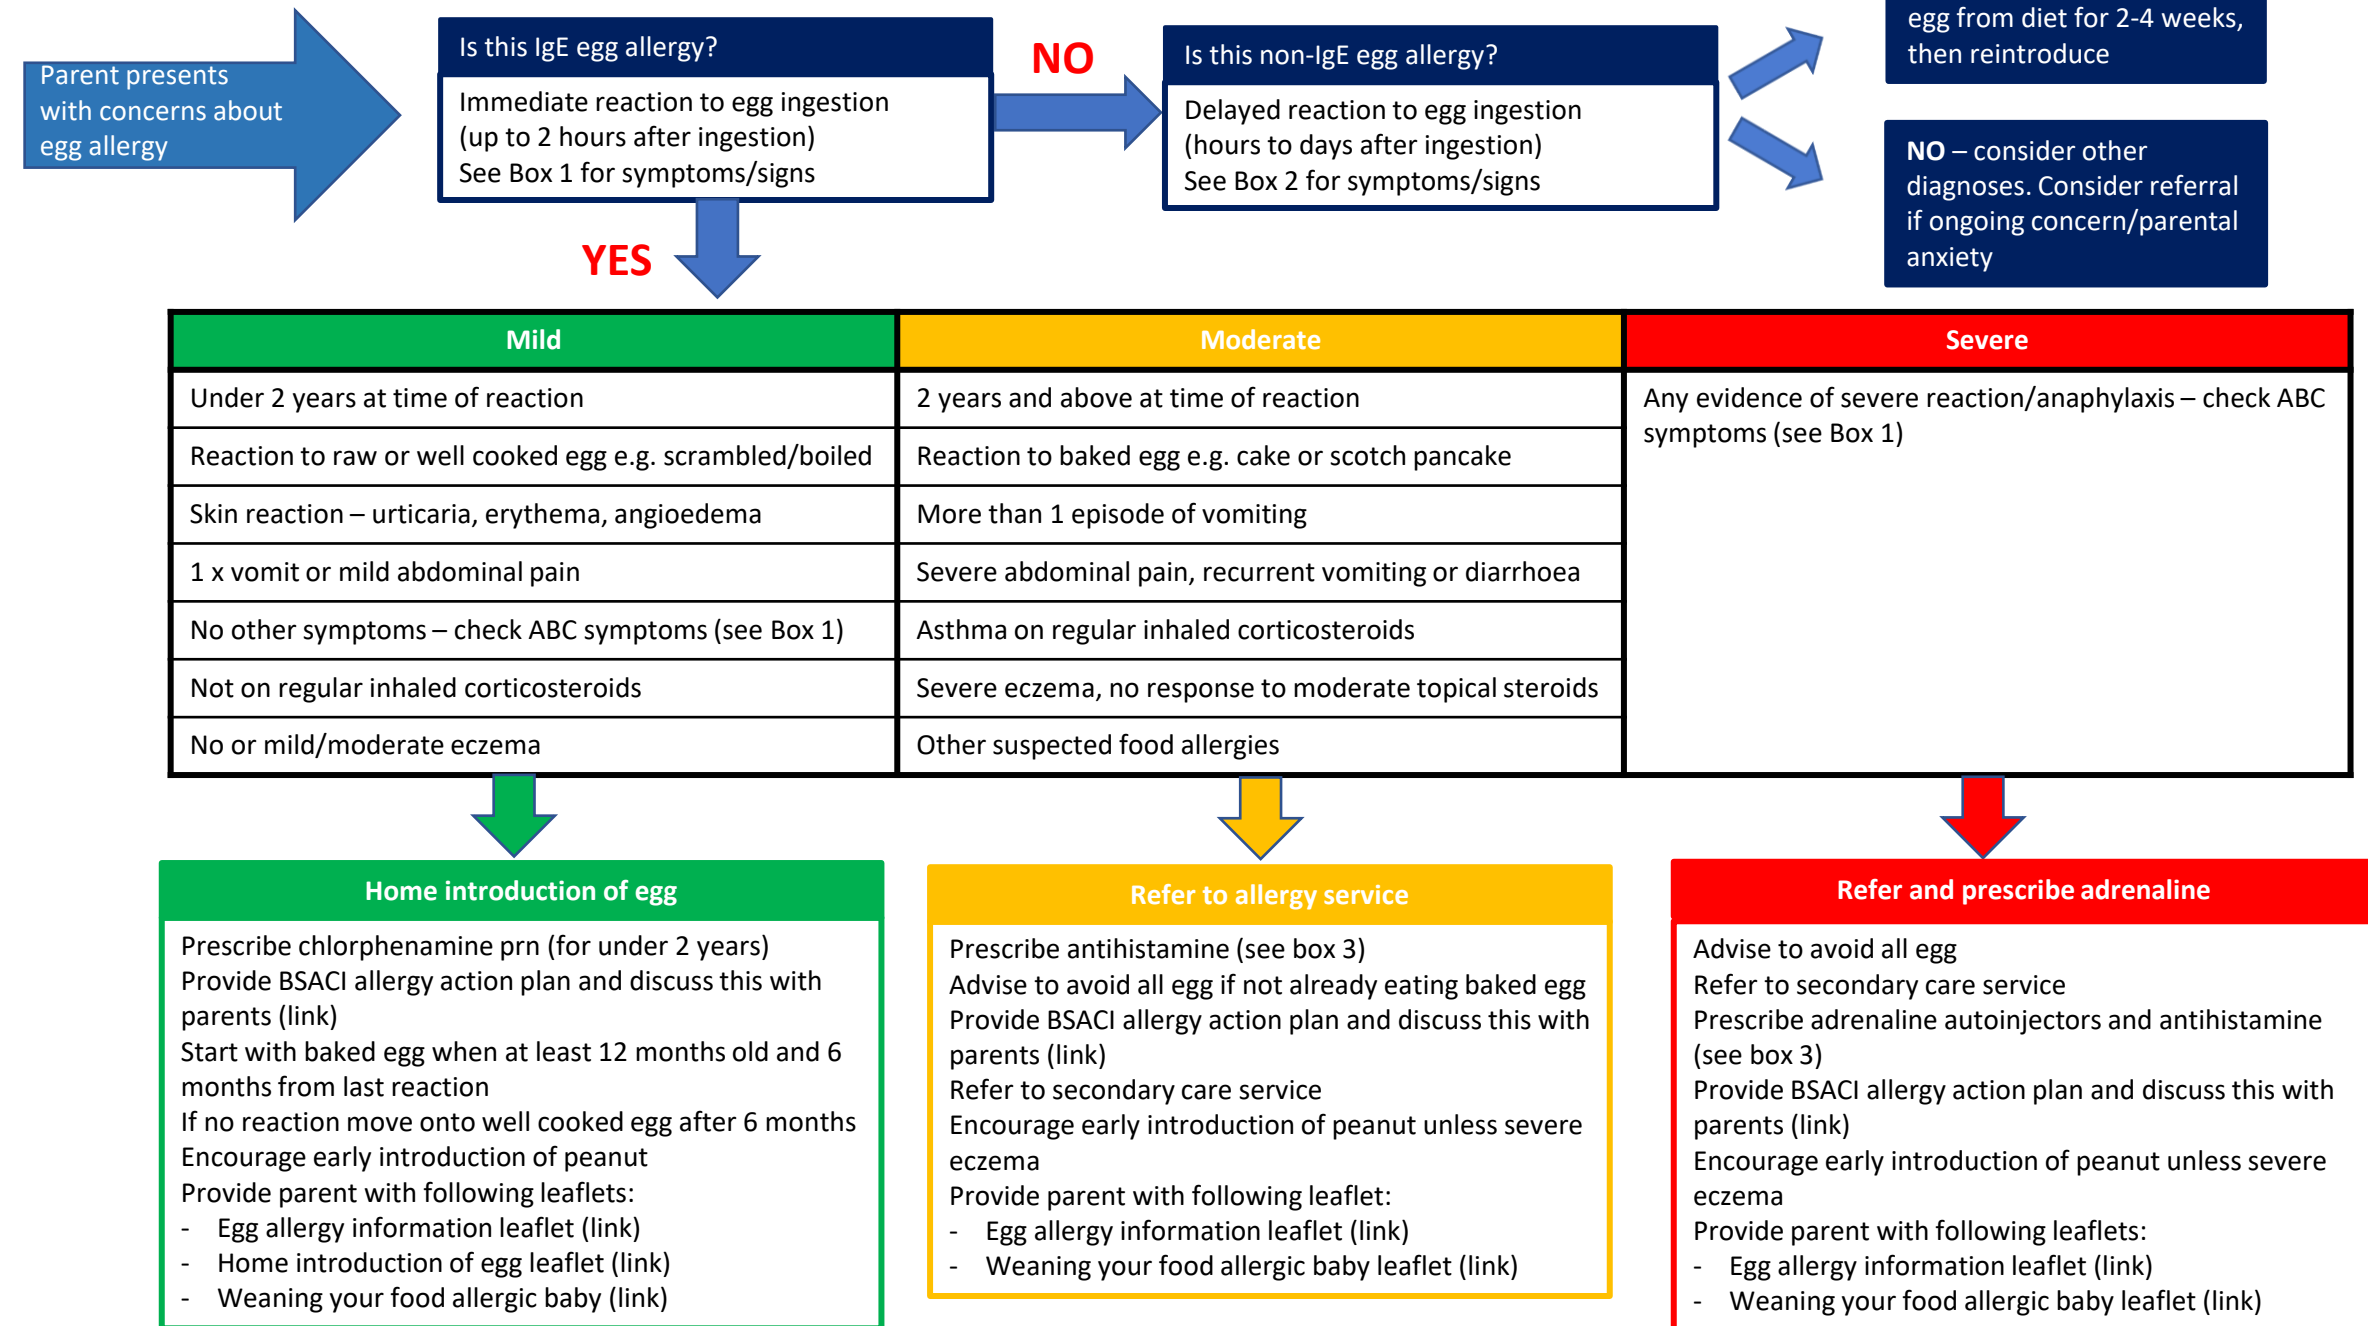 Parent presents
with concerns about
egg allergy
Is this IgE egg allergy?
Immediate reaction to egg ingestion
(up to 2 hours after ingestion)
See Box 1 for symptoms/signs
NO
Is this non-IgE egg allergy?
Delayed reaction to egg ingestion
(hours to days after ingestion)
See Box 2 for symptoms/signs
egg from diet for 2-4 weeks,
then reintroduce
NO – consider other
diagnoses. Consider referral
if ongoing concern/parental
anxiety
YES
Mild
Under 2 years at time of reaction
Reaction to raw or well cooked egg e.g. scrambled/boiled
Skin reaction – urticaria, erythema, angioedema
1 x vomit or mild abdominal pain
No other symptoms – check ABC symptoms (see Box 1)
Not on regular inhaled corticosteroids
No or mild/moderate eczema
Moderate
2 years and above at time of reaction
Reaction to baked egg e.g. cake or scotch pancake
More than 1 episode of vomiting
Severe abdominal pain, recurrent vomiting or diarrhoea
Asthma on regular inhaled corticosteroids
Severe eczema, no response to moderate topical steroids
Other suspected food allergies
Severe
Any evidence of severe reaction/anaphylaxis – check ABC
symptoms (see Box 1)
Home introduction of egg
Prescribe chlorphenamine prn (for under 2 years)
Provide BSACI allergy action plan and discuss this with
parents (link)
Start with baked egg when at least 12 months old and 6
months from last reaction
If no reaction move onto well cooked egg after 6 months
Encourage early introduction of peanut
Provide parent with following leaflets:
- Egg allergy information leaflet (link)
- Home introduction of egg leaflet (link)
- Weaning your food allergic baby (link)
Refer to allergy service
Prescribe antihistamine (see box 3)
Advise to avoid all egg if not already eating baked egg
Provide BSACI allergy action plan and discuss this with
parents (link)
Refer to secondary care service
Encourage early introduction of peanut unless severe
eczema
Provide parent with following leaflet:
- Egg allergy information leaflet (link)
- Weaning your food allergic baby leaflet (link)
Refer and prescribe adrenaline
Advise to avoid all egg
Refer to secondary care service
Prescribe adrenaline autoinjectors and antihistamine
(see box 3)
Provide BSACI allergy action plan and discuss this with
parents (link)
Encourage early introduction of peanut unless severe
eczema
Provide parent with following leaflets:
- Egg allergy information leaflet (link)
- Weaning your food allergic baby leaflet (link)